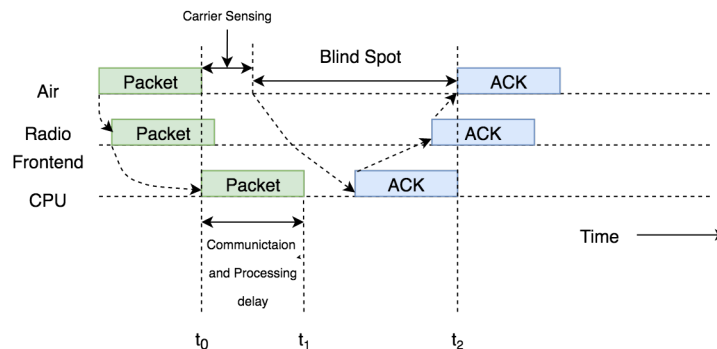 Carrier Sensing
Blind Spot
Packet
ACK
Air
Radio
Packet
ACK
Frontend
Packet
ACK
CPU
Time
Communictaion
and Processing
delay
t0
t1
t2